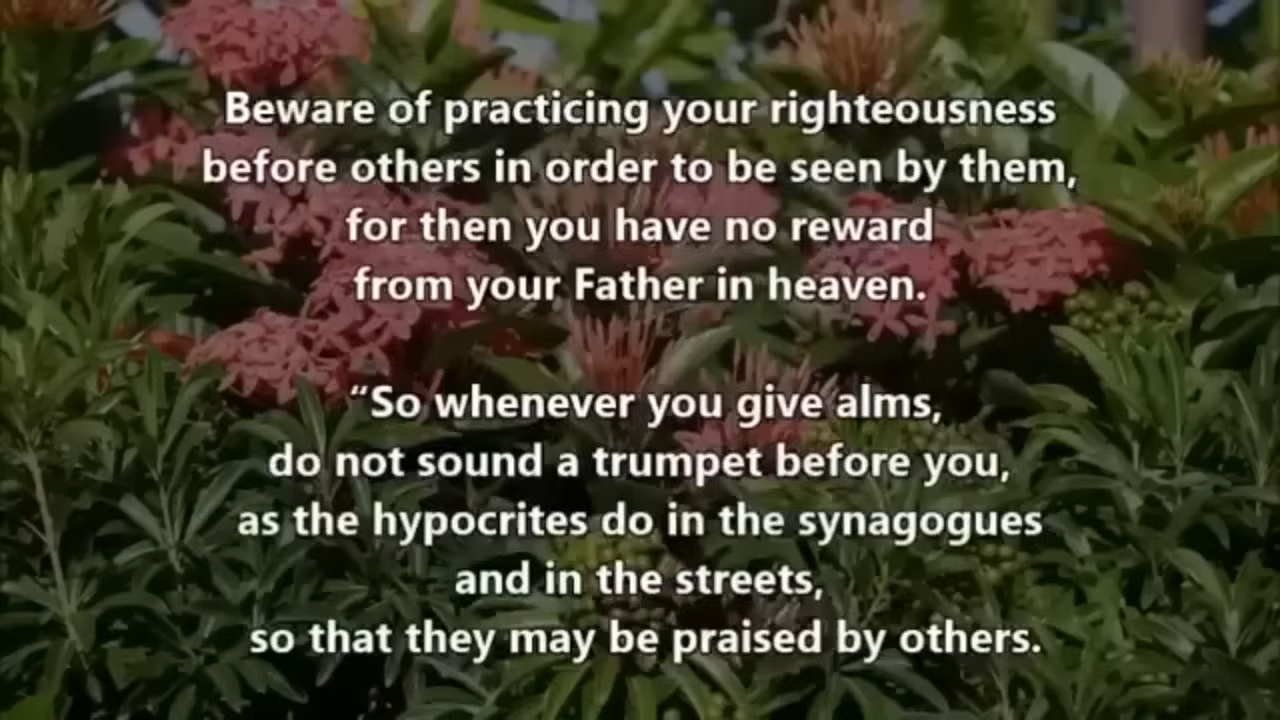 Beware of practicing your righteousness
before others in order to be seen by them,
for then you have no reward
from your Father in heaven.
“So whenever you give alms,
do not sound a trumpet before you,
as the hypocrites do in the synagogues
and in the streets,
so that they may be praised by others.